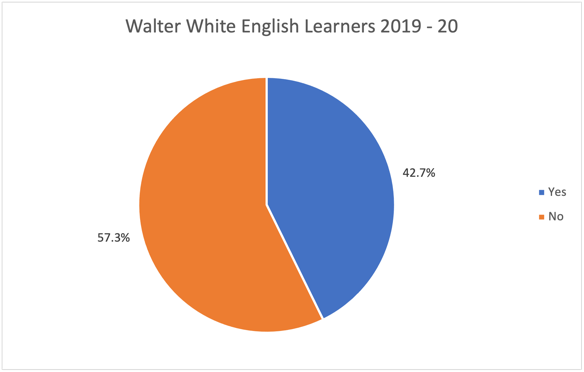 Walter White English Learners 2019 - 20
42.7%
Yes
No
57.3%